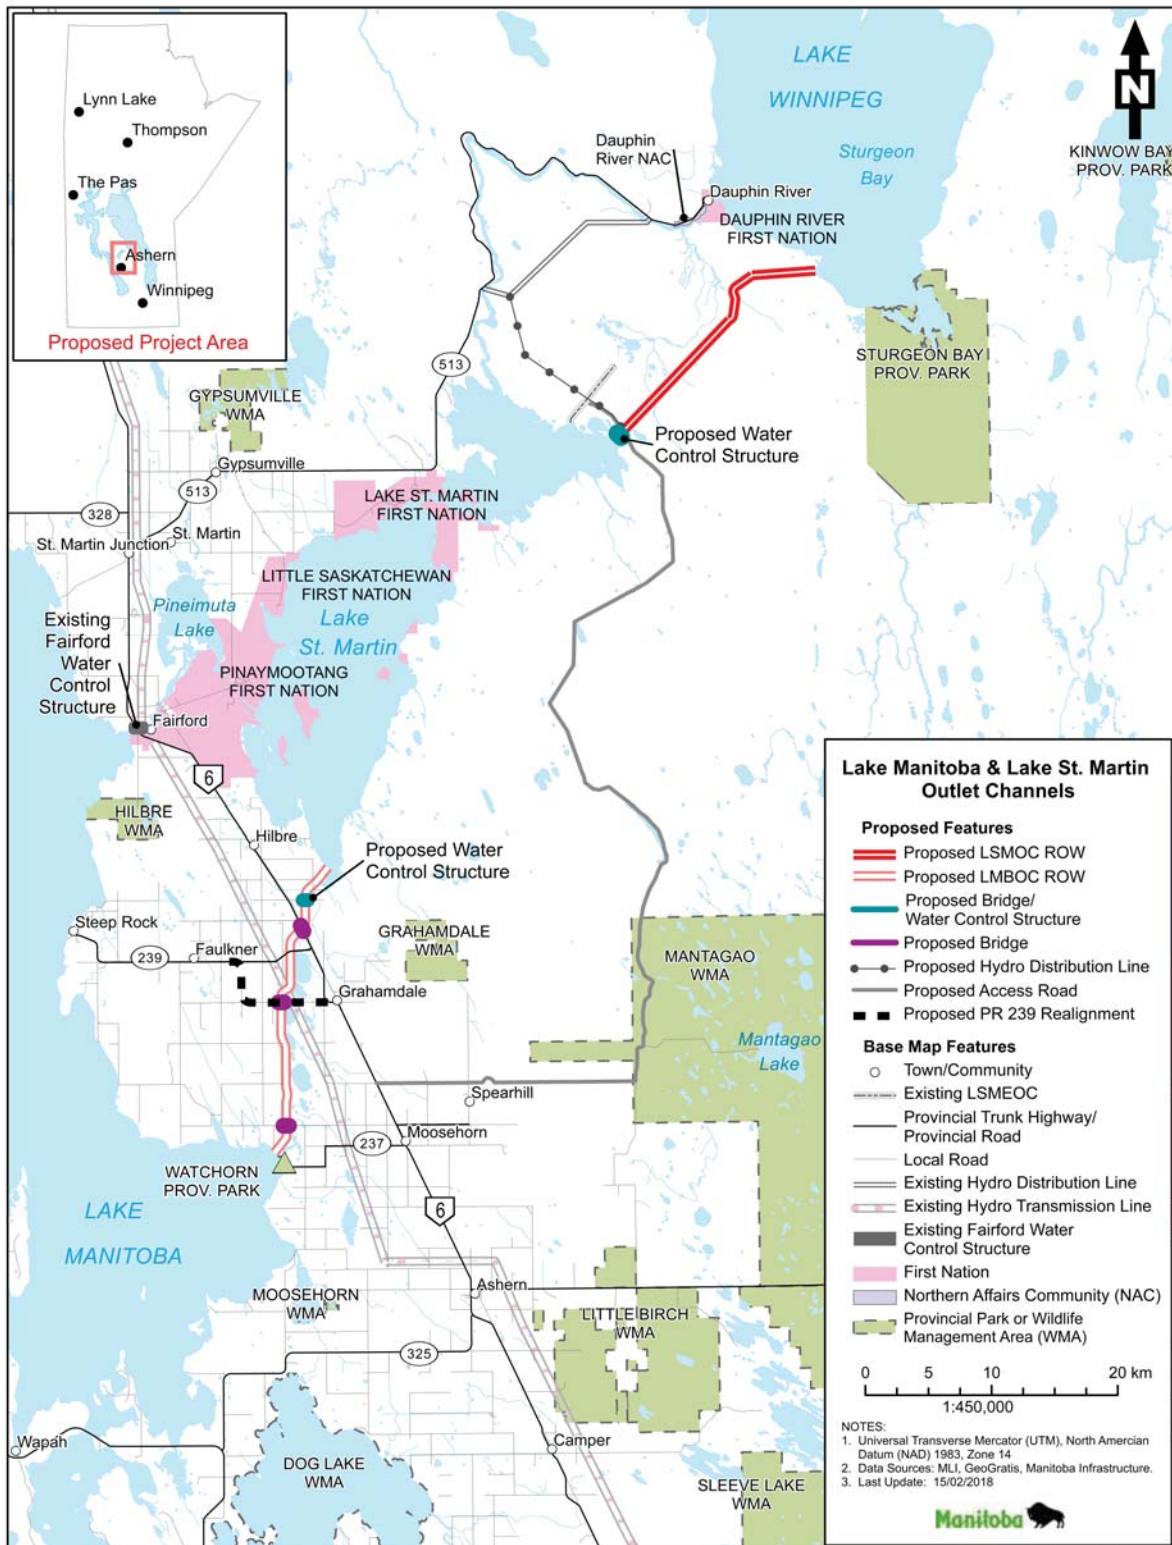 Lynn Lake
Thompson
The Pas
Ashern
Winnipeg
Proposed Project Area
LAKE
WINNIPEG
Sturgeon
Bay
N
KINWOW BAY
PROV. PARK
Dauphin
River NAC
Dauphin River
DAUPHIN RIVER
FIRST NATION
STURGEON BAY
PROV. PARK
513
GYPSUMVILLE
WMA
Gypsumville
Proposed Water
Control Structure
513
LAKE ST. MARTIN
FIRST NATION
328
St. Martin
St. Martin Junction
LITTLE SASKATCHEWAN
FIRST NATION
Pineimuta
Lake
Lake
St. Martin
Existing
Fairford
Water
Control
Structure
PINAYMOOTANG
FIRST NATION
Fairford
6
HILBRE
WMA
Hilbre
Proposed Water
Control Structure
Steep Rock
Faulkner
239
GRAHAMDALE
WMA
MANTAGAO
WMA
Grahamdale
Mantagao
Lake
Spearhill
Moosehorn
237
WATCHORN
PROV. PARK
LAKE
MANITOBA
6
Ashern
MOOSEHORN
WMA
LITTLE BIRCH
WMA
325
Wapah
Camper
DOG LAKE
WMA
SLEEVE LAKE
WMA
Lake Manitoba & Lake St. Martin
Outlet Channels
Proposed Features
Proposed LSMOC ROW
Proposed LMBOC ROW
Proposed Bridge/
Water Control Structure
Proposed Bridge
Proposed Hydro Distribution Line
Proposed Access Road
Proposed PR 239 Realignment
Base Map Features
Town/Community
Existing LSMEOC
Provincial Trunk Highway/
Provincial Road
Local Road
Existing Hydro Distribution Line
Existing Hydro Transmission Line
Existing Fairford Water
Control Structure
First Nation
Northern Affairs Community (NAC)
Provincial Park or Wildlife
Management Area (WMA)
0 5 10 20 km
1:450,000
NOTES:
1. Universal Transverse Mercator (UTM), North Amercian
Datum (NAD) 1983, Zone 14
2. Data Sources: MLI, GeoGratis, Manitoba Infrastructure.
3. Last Update: 15/02/2018
Manitoba